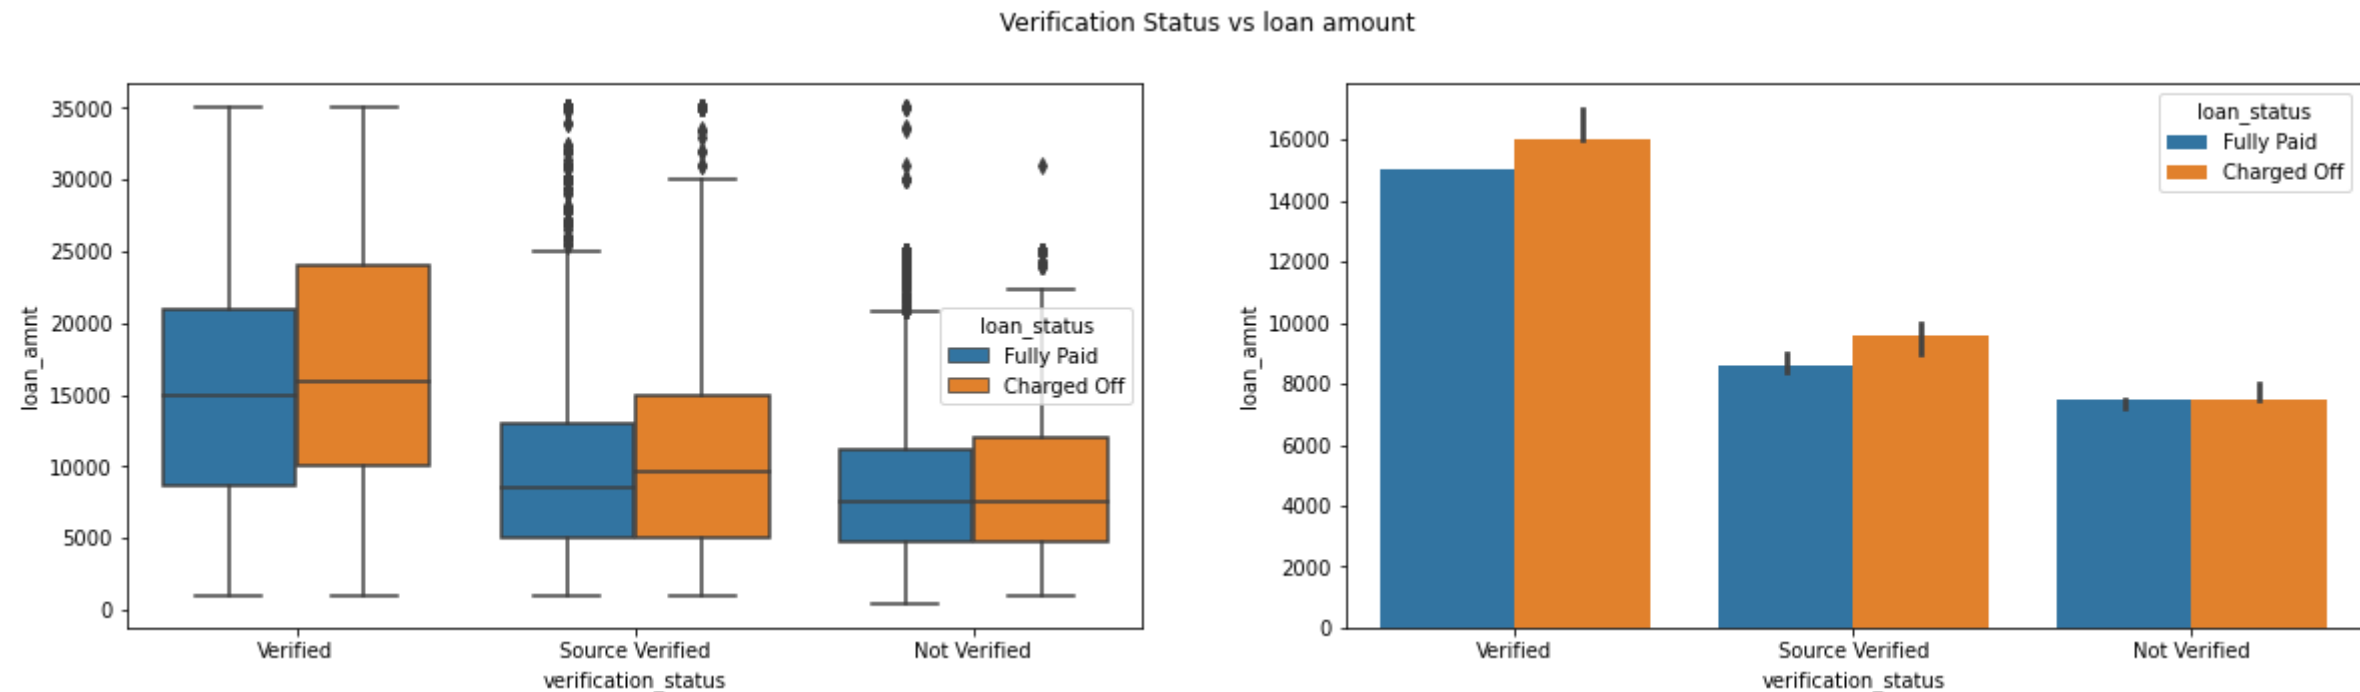 Verification Status vs loan amount
35000
30000
25000
20000
15000
10000
5000
0
loan_amnt
loan_status
Fully Paid
Charged Off
Verified
Source Verified
Not Verified
verification_status
16000
14000
12000
10000
8000
6000
4000
2000
0
loan_amnt
loan_status
Fully Paid
Charged Off
Verified
Source Verified
Not Verified
verification_status